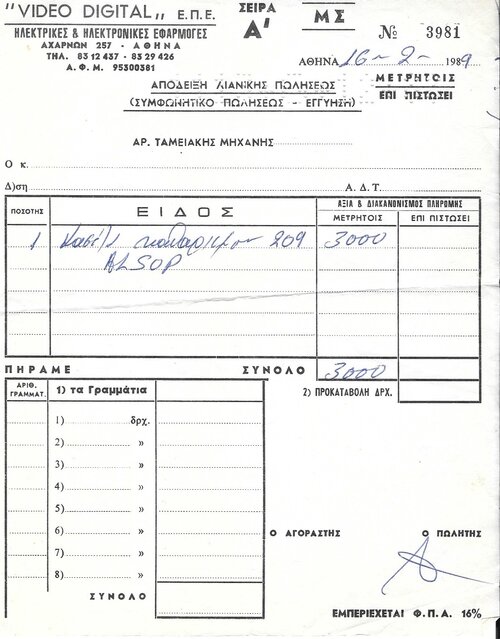 "VIDEO DIGITAL,, Ε.Π.Ε.
ΗΛΕΚΤΡΙΚΕΣ & ΗΛΕΚΤΡΟΝΙΚΕΣ ΕΦΑΡΜΟΓΕΣ
ΑΧΑΡΝΩΝ 257 - ΑΘΗΝΑ
ΤΗΛ. 83 12 437 - 83 29 426
Α.Φ.Μ. 95300381
ΣΕΙΡΑ
Α'
ΜΣ
№ 3981
ΑΘΗΝΑ 16-2-1989
ΑΠΟΔΕΙΞΗ ΛΙΑΝΙΚΗΣ ΠΩΛΗΣΕΩΣ
(ΣΥΜΦΩΝΗΤΙΚΟ ΠΩΛΗΣΕΩΣ - ΕΓΓΥΗΣΗ)
ΜΕΤΡΗΤΟΙΣ
ΕΠΙ ΠΙΣΤΩΣΕΙ
ΑΡ. ΤΑΜΕΙΑΚΗΣ ΜΗΧΑΝΗΣ
Ο κ.
Δ)ση Α.Δ.Τ.
ΠΟΣΟΤΗΣ ΕΙΔΟΣ ΑΞΙΑ & ΔΙΑΚΑΝΟΝΙΣΜΟΣ ΠΛΗΡΩΜΗΣ
ΜΕΤΡΗΤΟΙΣ ΕΠΙ ΠΙΣΤΩΣΕΙ
1 καθαρισμου 209 3000
ALSOP
ΠΗΡΑΜΕ ΣΥΝΟΛΟ 3000
ΑΡΙΘ. ΓΡΑΜΜΑΤ. 1) τα Γραμμάτια 2) ΠΡΟΚΑΤΑΒΟΛΗ ΔΡΧ.
1) δρχ.
2) »
3) »
4) »
5) »
6) »
7) »
8) »
ΣΥΝΟΛΟ
Ο ΑΓΟΡΑΣΤΗΣ Ο ΠΩΛΗΤΗΣ
ΕΜΠΕΡΙΕΧΕΤΑΙ Φ.Π.Α. 16%